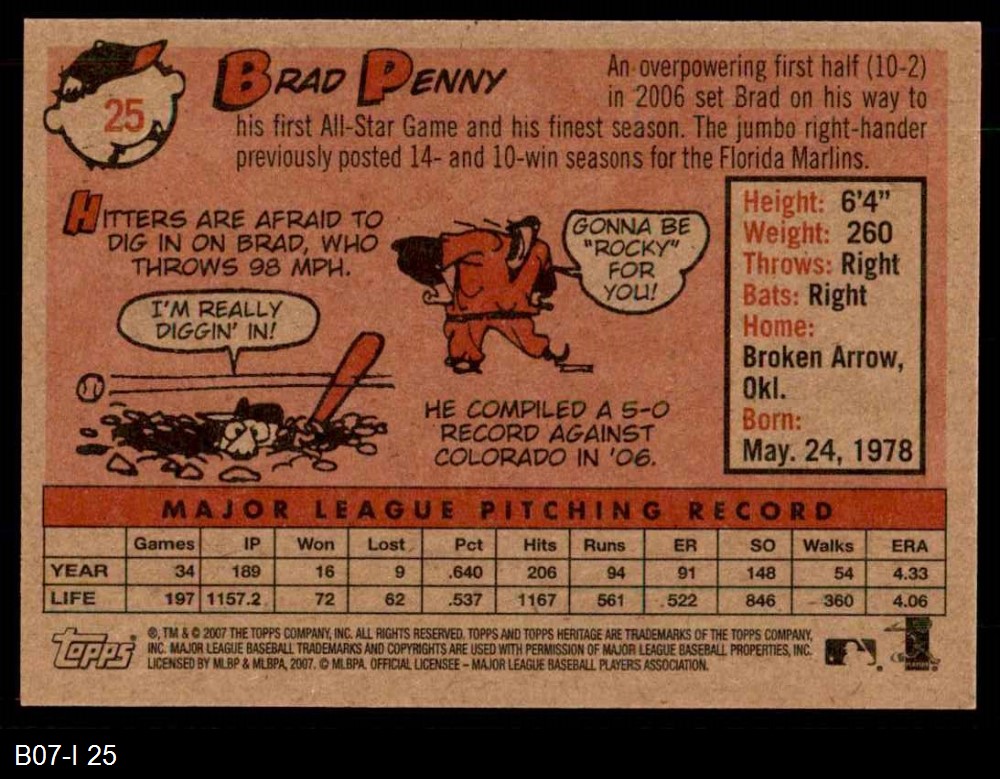 25
BRAD PENNY
An overpowering first half (10-2)
in 2006 set Brad on his way to
his first All-Star Game and his finest season. The jumbo right-hander
previously posted 14- and 10-win seasons for the Florida Marlins.
HITTERS ARE AFRAID TO
DIG IN ON BRAD, WHO
THROWS 98 MPH.
I'M REALLY
DIGGIN' IN!
GONNA BE
"ROCKY"
FOR
YOU!
HE COMPILED A 5-0
RECORD AGAINST
COLORADO IN '06.
Height: 6'4"
Weight: 260
Throws: Right
Bats: Right
Home:
Broken Arrow,
Okl.
Born:
May. 24, 1978
MAJOR LEAGUE PITCHING RECORD
Games IP Won Lost Pct Hits Runs ER SO Walks ERA
YEAR 34 189 16 9 .640 206 94 91 148 54 4.33
LIFE 197 1157.2 72 62 .537 1167 561 522 846 360 4.06
Topps
®, TM & © 2007 THE TOPPS COMPANY, INC. ALL RIGHTS RESERVED. TOPPS AND TOPPS HERITAGE ARE TRADEMARKS OF THE TOPPS COMPANY,
INC. MAJOR LEAGUE BASEBALL TRADEMARKS AND COPYRIGHTS ARE USED WITH PERMISSION OF MAJOR LEAGUE BASEBALL PROPERTIES, INC.
LICENSED BY MLBP & MLBPA, 2007. © MLBPA. OFFICIAL LICENSEE – MAJOR LEAGUE BASEBALL PLAYERS ASSOCIATION.
B07-I 25